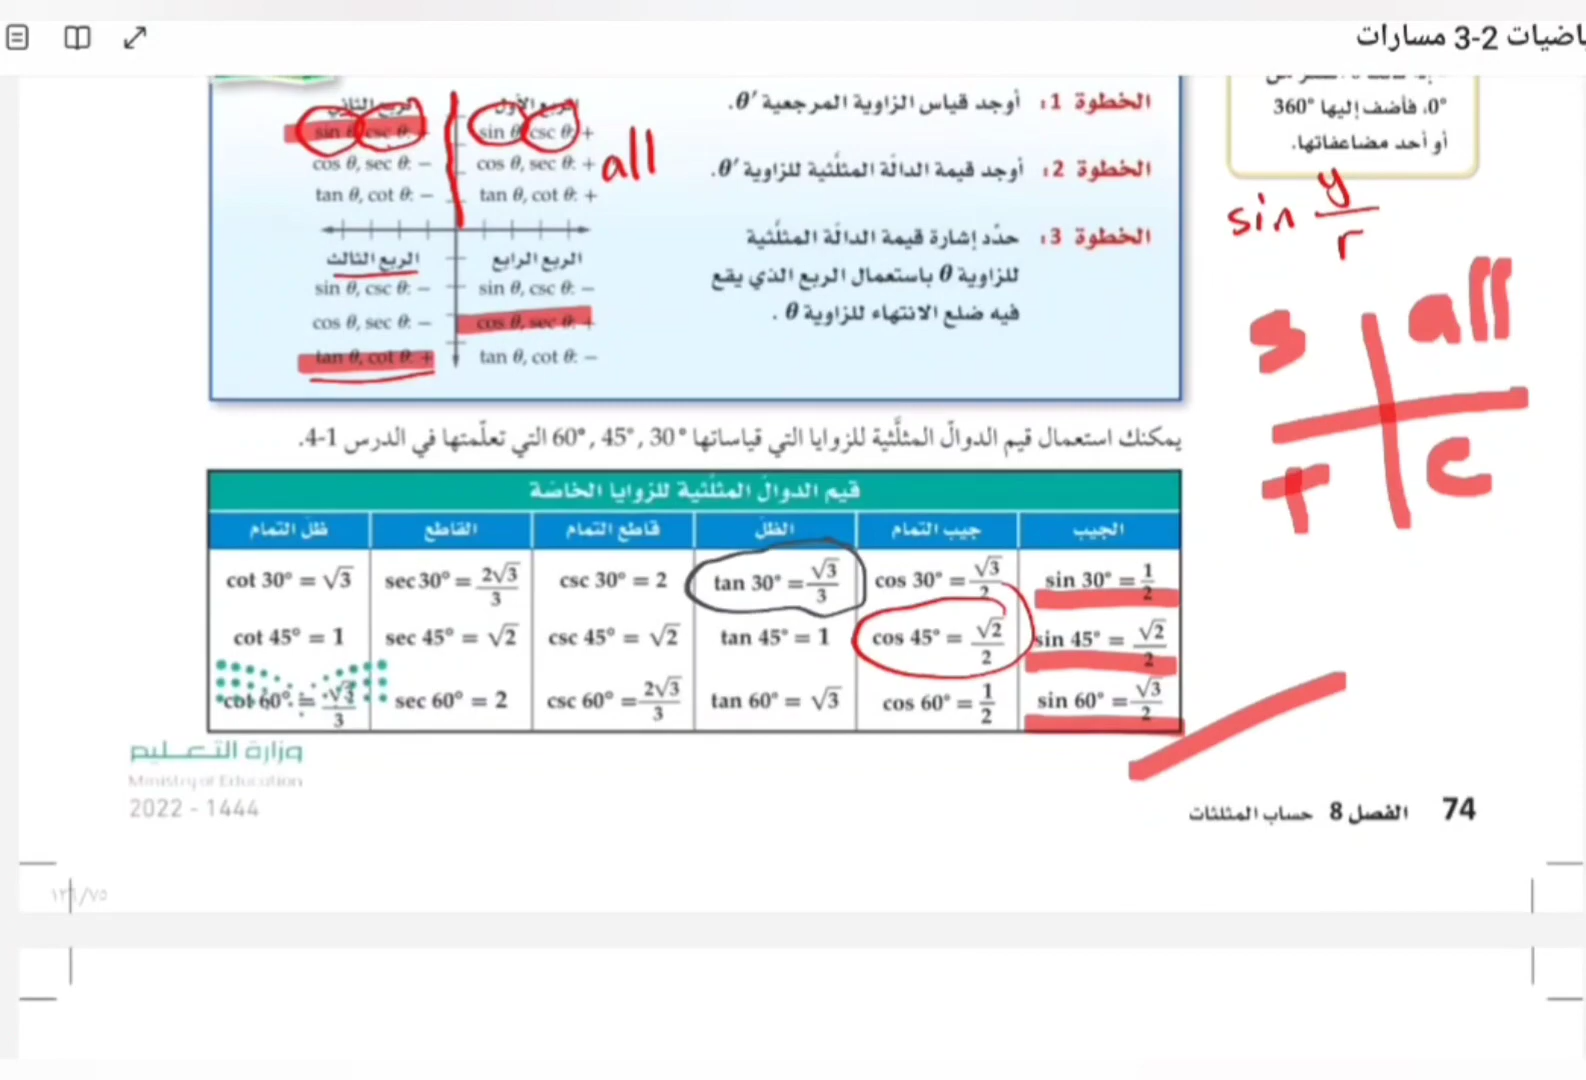 رياضيات 2-3 مسارات
0°، فأضف إليها 360°
أو أحد مضاعفاتها.
الخطوة 1: أوجد قياس الزاوية المرجعية θ′.
الخطوة 2: أوجد قيمة الدالة المثلثية للزاوية θ′.
الخطوة 3: حدّد إشارة قيمة الدالة المثلثية
للزاوية θ باستعمال الربع الذي يقع
فيه ضلع الانتهاء للزاوية θ .
الربع الأول
sin θ, csc θ: +
cos θ, sec θ: +
tan θ, cot θ: +
all
الربع الثاني
sin θ, csc θ: +
cos θ, sec θ: −
tan θ, cot θ: −
الربع الثالث
sin θ, csc θ: −
cos θ, sec θ: −
tan θ, cot θ: +
الربع الرابع
sin θ, csc θ: −
cos θ, sec θ: +
tan θ, cot θ: −
sin y/r
S all
T C
يمكنك استعمال قيم الدوالّ المثلَّثية للزوايا التي قياساتها 30°، 45°، 60° التي تعلّمتها في الدرس 1-4.
قيم الدوالّ المثلّثية للزوايا الخاصّة
الجيب جيب التمام الظل قاطع التمام القاطع ظل التمام
sin 30° = 1/2 cos 30° = √3/2 tan 30° = √3/3 csc 30° = 2 sec 30° = 2√3/3 cot 30° = √3
sin 45° = √2/2 cos 45° = √2/2 tan 45° = 1 csc 45° = √2 sec 45° = √2 cot 45° = 1
sin 60° = √3/2 cos 60° = 1/2 tan 60° = √3 csc 60° = 2√3/3 sec 60° = 2 cot 60° = √3/3
وزارة التعليم
Ministry of Education
2022 - 1444
74 الفصل 8 حساب المثلثات